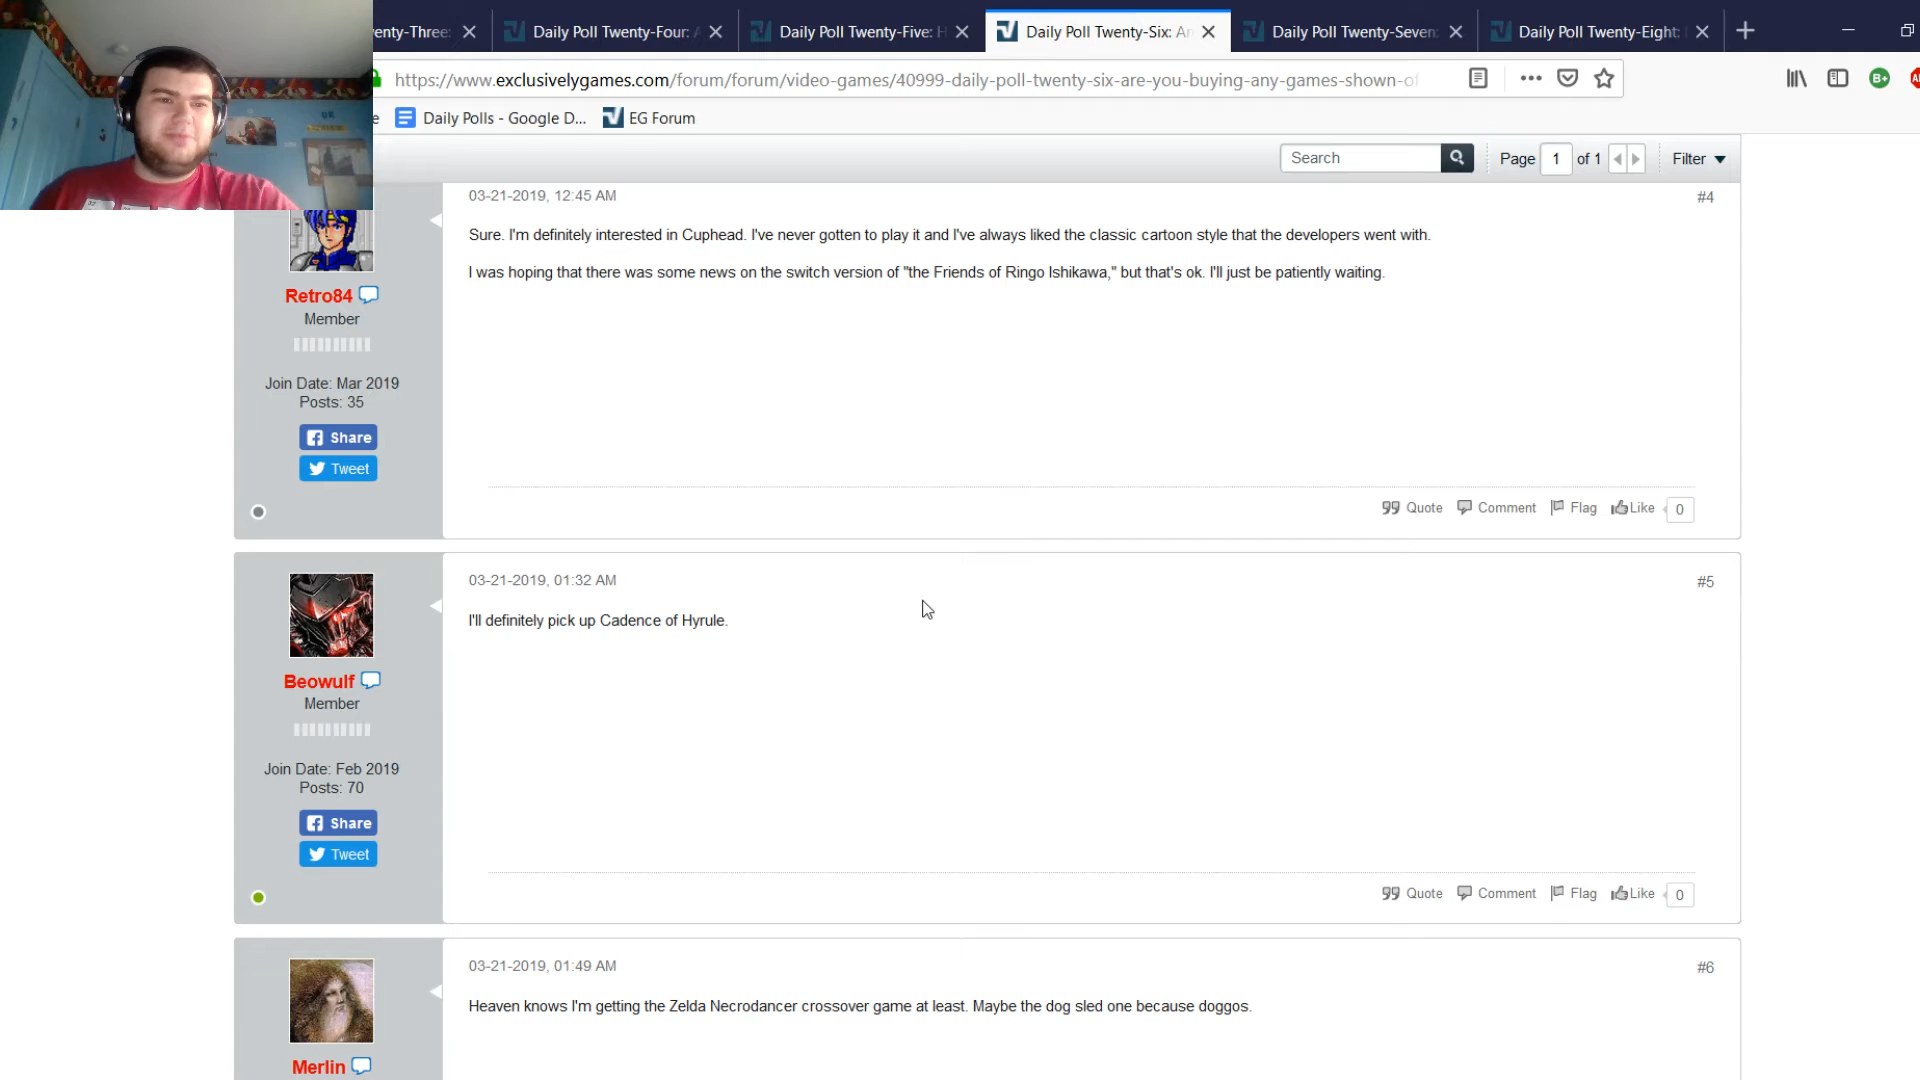 enty-Three:
Daily Poll Twenty-Four: A
Daily Poll Twenty-Five: H
Daily Poll Twenty-Six: Ar
Daily Poll Twenty-Seven:
Daily Poll Twenty-Eight:
https://www.exclusivelygames.com/forum/forum/video-games/40999-daily-poll-twenty-six-are-you-buying-any-games-shown-of
B+
e Daily Polls - Google D... EG Forum
Search Page 1 of 1 Filter
03-21-2019, 12:45 AM #4
Sure. I'm definitely interested in Cuphead. I've never gotten to play it and I've always liked the classic cartoon style that the developers went with.
I was hoping that there was some news on the switch version of "the Friends of Ringo Ishikawa," but that's ok. I'll just be patiently waiting.
Retro84
Member
Join Date: Mar 2019
Posts: 35
Share
Tweet
Quote Comment Flag Like 0
03-21-2019, 01:32 AM #5
I'll definitely pick up Cadence of Hyrule.
Beowulf
Member
Join Date: Feb 2019
Posts: 70
Share
Tweet
Quote Comment Flag Like 0
03-21-2019, 01:49 AM #6
Heaven knows I'm getting the Zelda Necrodancer crossover game at least. Maybe the dog sled one because doggos.
Merlin